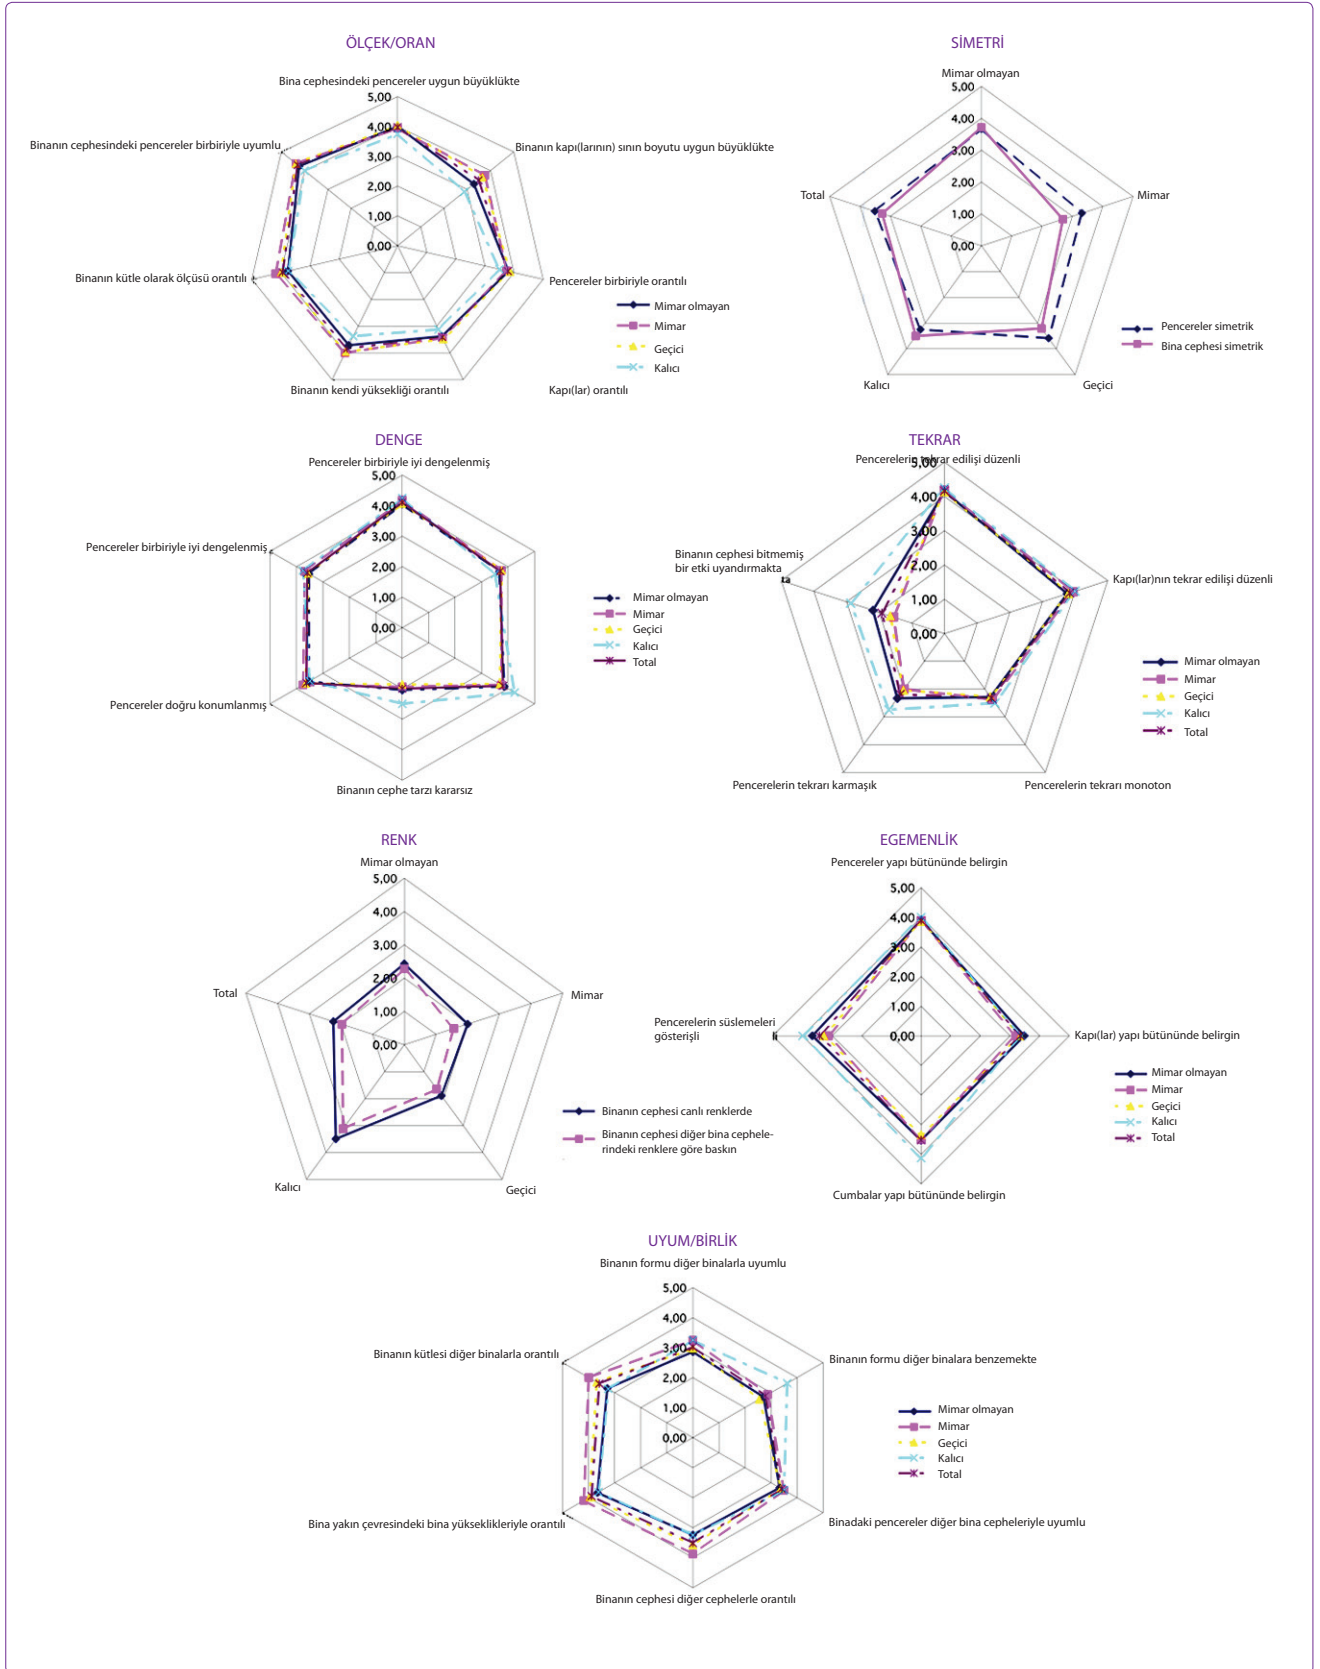 ÖLÇEK/ORAN
Bina cephesindeki pencereler uygun büyüklükte
5,00
4,00
3,00
2,00
1,00
0,00
Binanın kapı(larının) sının boyutu uygun büyüklükte
Pencereler birbiriyle orantılı
Kapı(lar) orantılı
Binanın kendi yüksekliği orantılı
Binanın kütle olarak ölçüsü orantılı
Binanın cephesindeki pencereler birbiriyle uyumlu
Mimar olmayan
Mimar
Geçici
Kalıcı
SİMETRİ
Mimar olmayan
5,00
4,00
3,00
2,00
1,00
0,00
Mimar
Geçici
Kalıcı
Total
Pencereler simetrik
Bina cephesi simetrik
DENGE
Pencereler birbiriyle iyi dengelenmiş
5,00
4,00
3,00
2,00
1,00
0,00
Pencereler birbiriyle iyi dengelenmiş
Pencereler doğru konumlanmış
Binanın cephe tarzı kararsız
Mimar olmayan
Mimar
Geçici
Kalıcı
Total
TEKRAR
Pencerelerin tekrar edilişi düzenli
5,00
4,00
3,00
2,00
1,00
0,00
Binanın cephesi bitmemiş
bir etki uyandırmakta
Kapı(lar)nın tekrar edilişi düzenli
Pencerelerin tekrarı karmaşık
Pencerelerin tekrarı monoton
Mimar olmayan
Mimar
Geçici
Kalıcı
Total
RENK
Mimar olmayan
5,00
4,00
3,00
2,00
1,00
0,00
Total
Mimar
Kalıcı
Geçici
Binanın cephesi canlı renklerde
Binanın cephesi diğer bina cephele-
rindeki renklere göre baskın
EGEMENLİK
Pencereler yapı bütününde belirgin
5,00
4,00
3,00
2,00
1,00
0,00
Pencerelerin süslemeleri
gösterişli
Kapı(lar) yapı bütününde belirgin
Cumbalar yapı bütününde belirgin
Mimar olmayan
Mimar
Geçici
Kalıcı
Total
UYUM/BİRLİK
Binanın formu diğer binalarla uyumlu
5,00
4,00
3,00
2,00
1,00
0,00
Binanın kütlesi diğer binalarla orantılı
Binanın formu diğer binalara benzemekte
Bina yakın çevresindeki bina yükseklikleriyle orantılı
Binadaki pencereler diğer bina cepheleriyle uyumlu
Binanın cephesi diğer cephelerle orantılı
Mimar olmayan
Mimar
Geçici
Kalıcı
Total